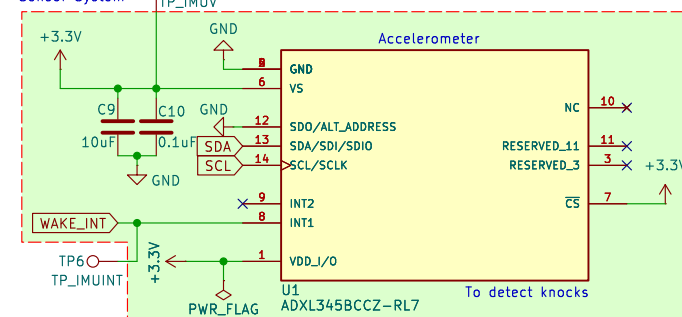 TP_IMUV
+3.3V
GND
Accelerometer
GND
6
VS
C9
C10
10uF
0.1uF
GND
GND
12
SDO/ALT_ADDRESS
SDA
13
SDA/SDI/SDIO
SCL
14
SCL/SCLK
NC
10
RESERVED_11
11
RESERVED_3
3
+3.3V
CS
7
9
INT2
WAKE_INT
8
INT1
TP6
TP_IMUINT
+3.3V
1
VDD_I/O
PWR_FLAG
U1
ADXL345BCCZ-RL7
To detect knocks